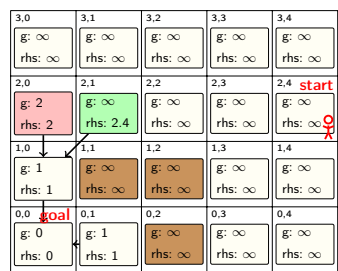 3,0 3,1 3,2 3,3 3,4
g: ∞ g: ∞ g: ∞ g: ∞ g: ∞
rhs: ∞ rhs: ∞ rhs: ∞ rhs: ∞ rhs: ∞
2,0 2,1 2,2 2,3 2,4 start
g: 2 g: ∞ g: ∞ g: ∞ g: ∞
rhs: 2 rhs: 2.4 rhs: ∞ rhs: ∞ rhs: ∞
1,0 1,1 1,2 1,3 1,4
g: 1 g: ∞ g: ∞ g: ∞ g: ∞
rhs: 1 rhs: ∞ rhs: ∞ rhs: ∞ rhs: ∞
0,0 goal 0,1 0,2 0,3 0,4
g: 0 g: 1 g: ∞ g: ∞ g: ∞
rhs: 0 rhs: 1 rhs: ∞ rhs: ∞ rhs: ∞